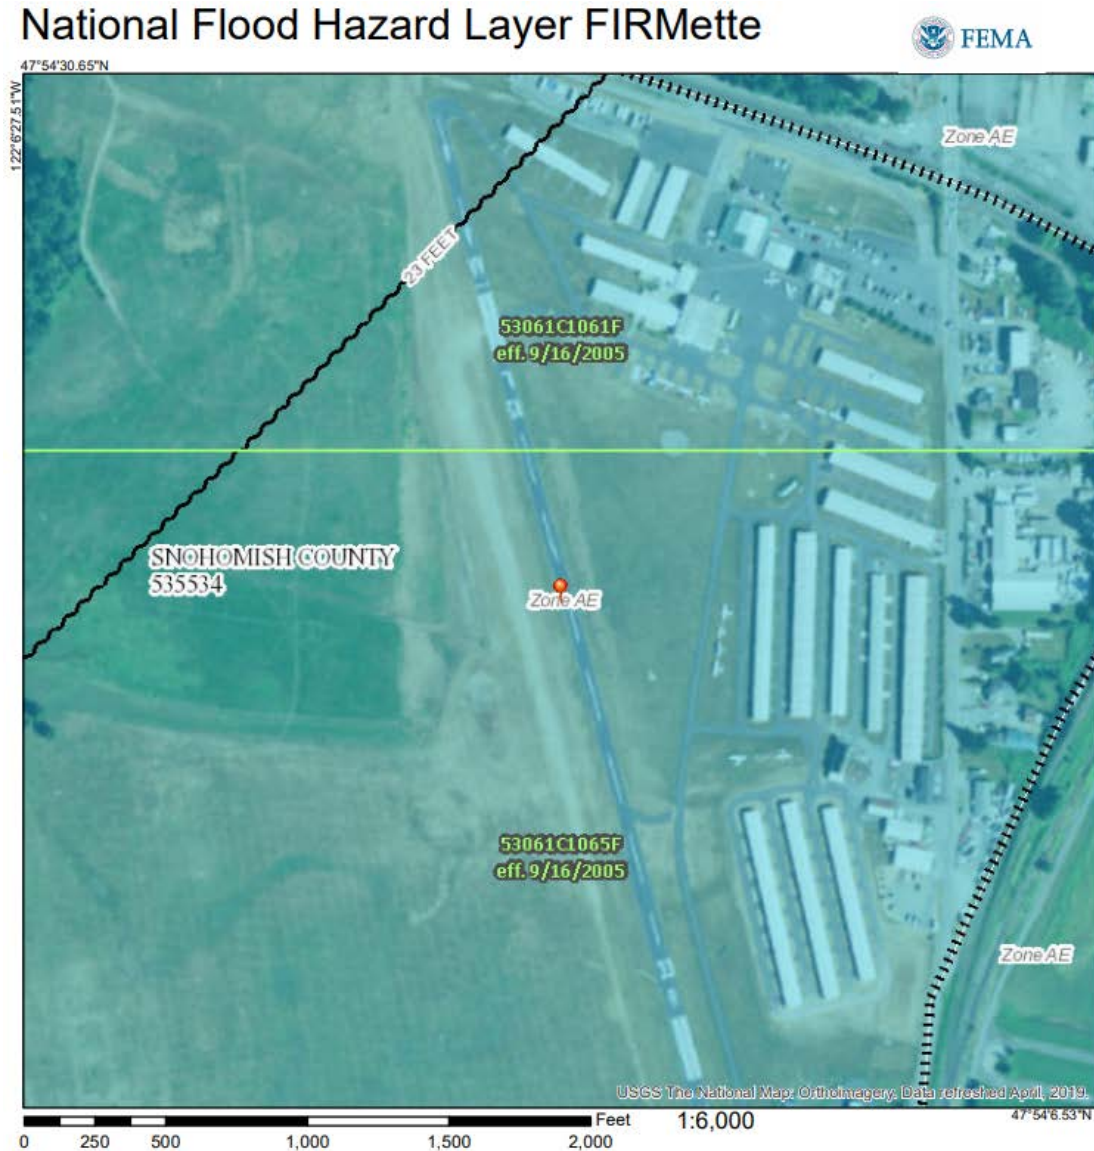 National Flood Hazard Layer FIRMette
FEMA
47°54'30.65"N
122°6'27.51"W
Zone AE
23 FEET
53061C1061F
eff. 9/16/2005
SNOHOMISH COUNTY
535534
Zone AE
53061C1065F
eff. 9/16/2005
Zone AE
USGS The National Map: Orthoimagery. Data refreshed April, 2019.
47°54'6.53"N
Feet
1:6,000
0 250 500 1,000 1,500 2,000